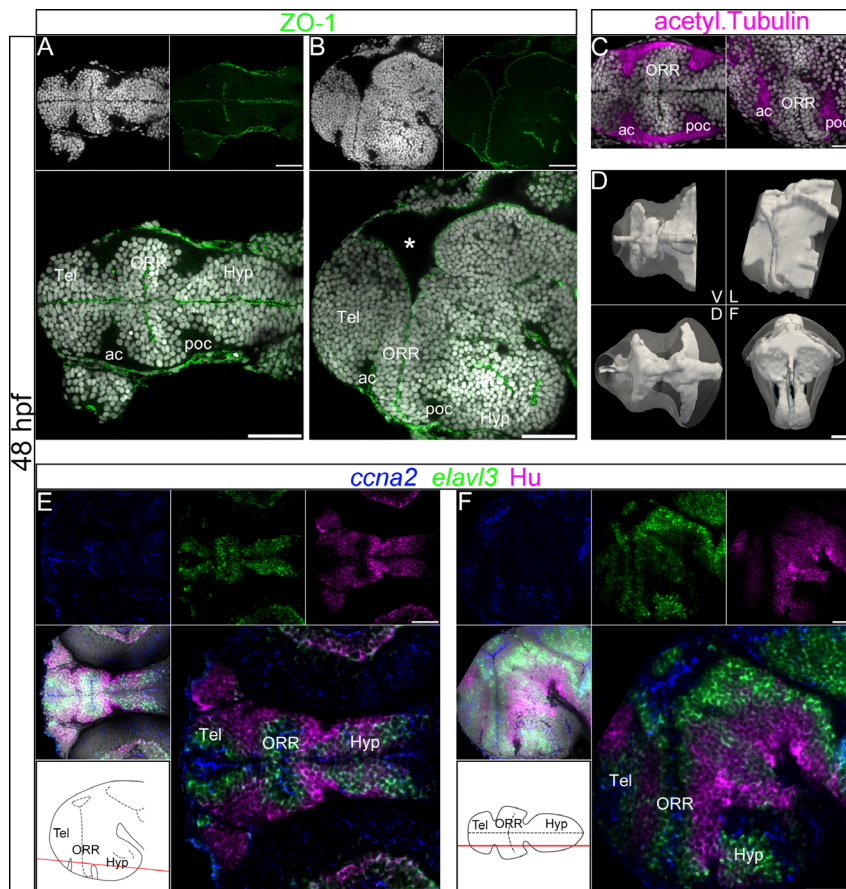 ZO-1
acetyl.Tubulin
48 hpf
A
B
C
ORR
ac
poc
ORR
ac
poc
Tel
ORR
Hyp
ac
poc
*
Tel
ORR
ac
poc
Hyp
D
V
L
D
F
ccna2 elavl3 Hu
E
F
Tel
ORR
Hyp
Tel
ORR
Hyp
Tel
ORR
Hyp
Tel
ORR
Hyp